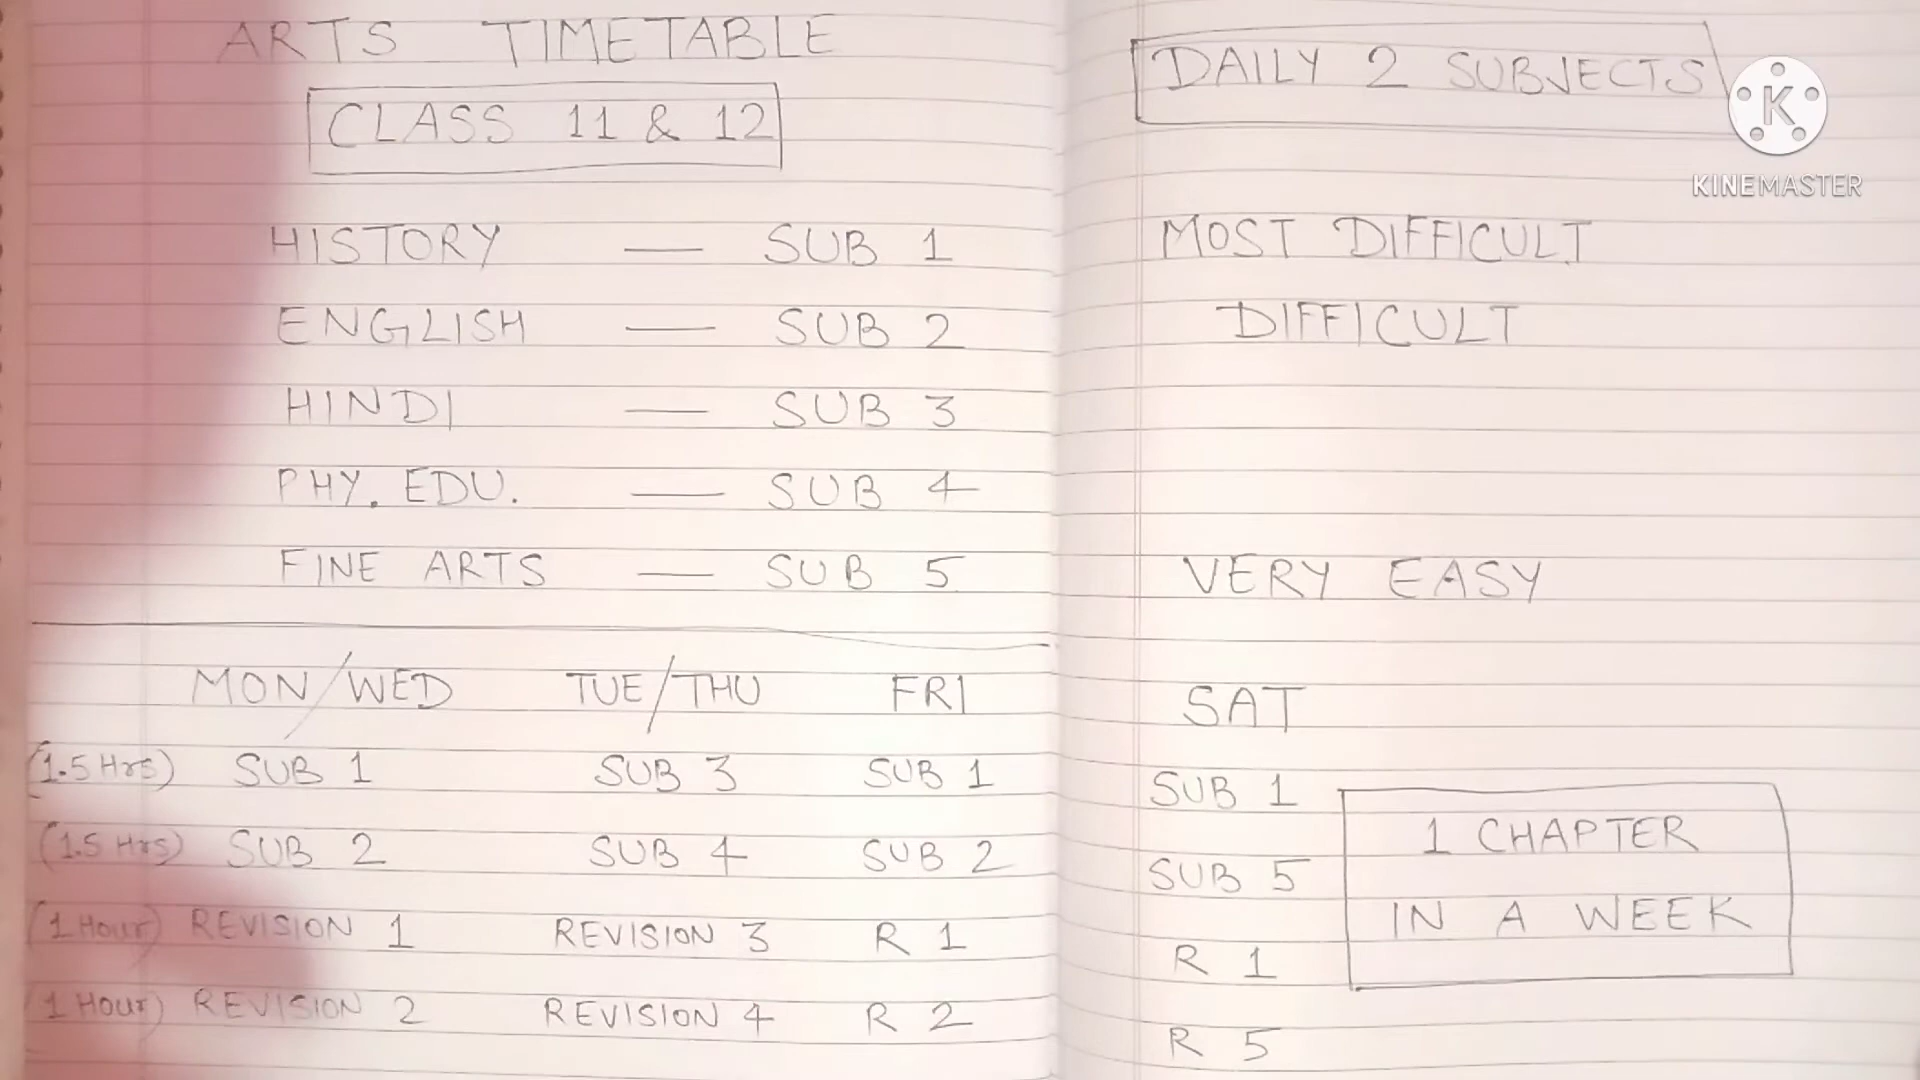 ARTS TIMETABLE
CLASS 11 & 12
HISTORY — SUB 1
ENGLISH — SUB 2
HINDI — SUB 3
PHY. EDU. — SUB 4
FINE ARTS — SUB 5
MON/WED TUE/THU FRI
(1.5 Hrs) SUB 1 SUB 3 SUB 1
(1.5 Hrs) SUB 2 SUB 4 SUB 2
(1 Hour) REVISION 1 REVISION 3 R 1
(1 Hour) REVISION 2 REVISION 4 R 2
DAILY 2 SUBJECTS
K
KINEMASTER
MOST DIFFICULT
DIFFICULT
VERY EASY
SAT
SUB 1
SUB 5
R 1
R 5
1 CHAPTER
IN A WEEK